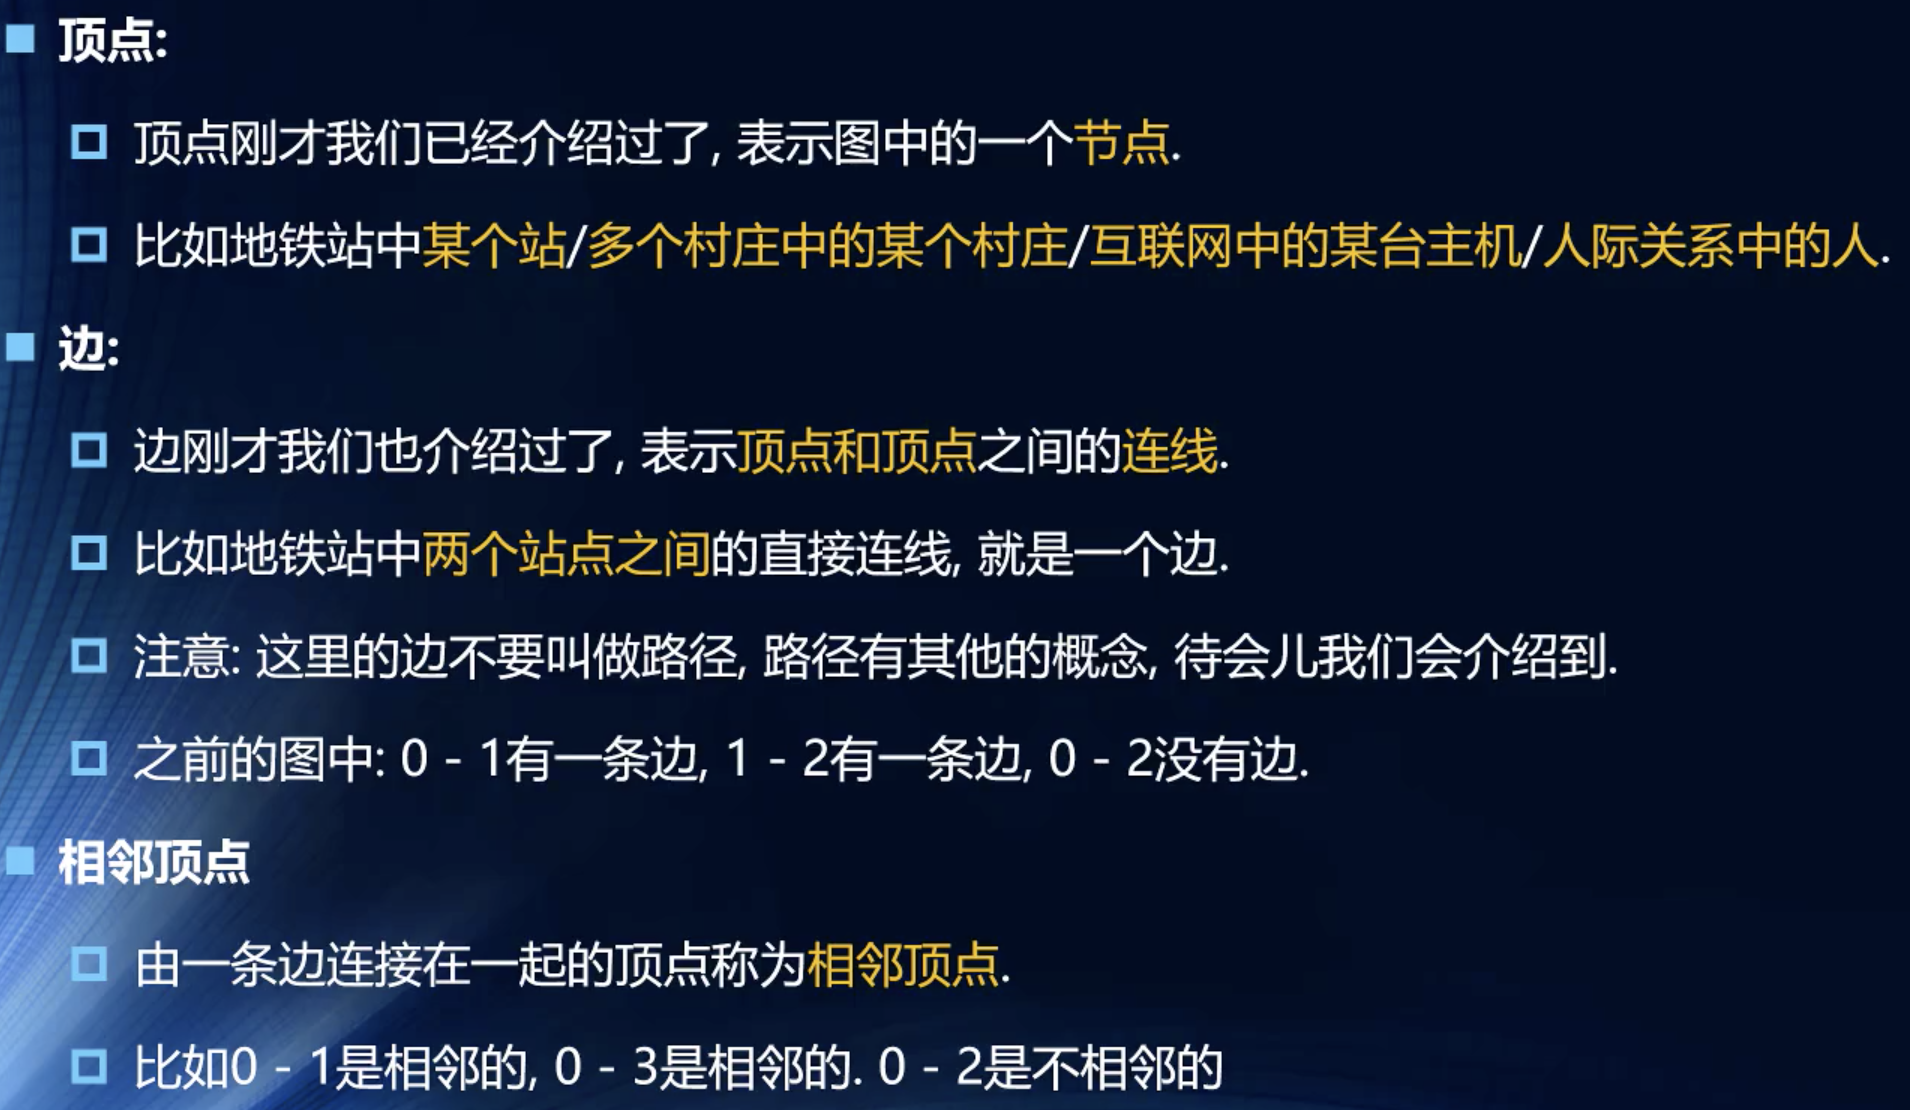 顶点:
顶点刚才我们已经介绍过了, 表示图中的一个节点.
比如地铁站中某个站/多个村庄中的某个村庄/互联网中的某台主机/人际关系中的人.
边:
边刚才我们也介绍过了, 表示顶点和顶点之间的连线.
比如地铁站中两个站点之间的直接连线, 就是一个边.
注意: 这里的边不要叫做路径, 路径有其他的概念, 待会儿我们会介绍到.
之前的图中: 0 - 1有一条边, 1 - 2有一条边, 0 - 2没有边.
相邻顶点
由一条边连接在一起的顶点称为相邻顶点.
比如0 - 1是相邻的, 0 - 3是相邻的. 0 - 2是不相邻的